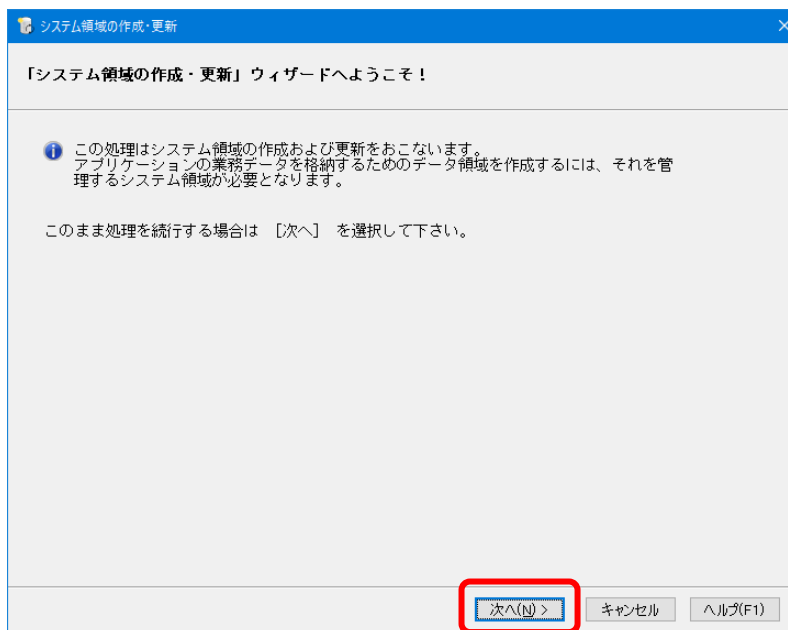 システム領域の作成・更新
「システム領域の作成・更新」ウィザードへようこそ！
この処理はシステム領域の作成および更新をおこないます。
アプリケーションの業務データを格納するためのデータ領域を作成するには、それを管
理するシステム領域が必要となります。
このまま処理を続行する場合は ［次へ］ を選択して下さい。
次へ(N) > キャンセル ヘルプ(F1)